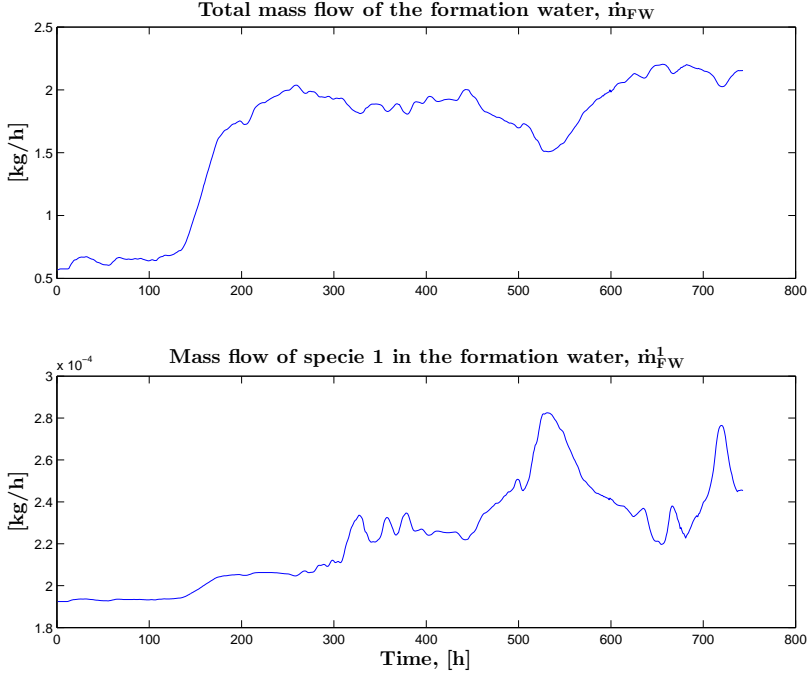 Total mass flow of the formation water, ṁFW
[kg/h]
2.5
2
1.5
1
0.5
0 100 200 300 400 500 600 700 800
Mass flow of specie 1 in the formation water, ṁ¹FW
x 10⁻⁴
[kg/h]
3
2.8
2.6
2.4
2.2
2
1.8
0 100 200 300 400 500 600 700 800
Time, [h]